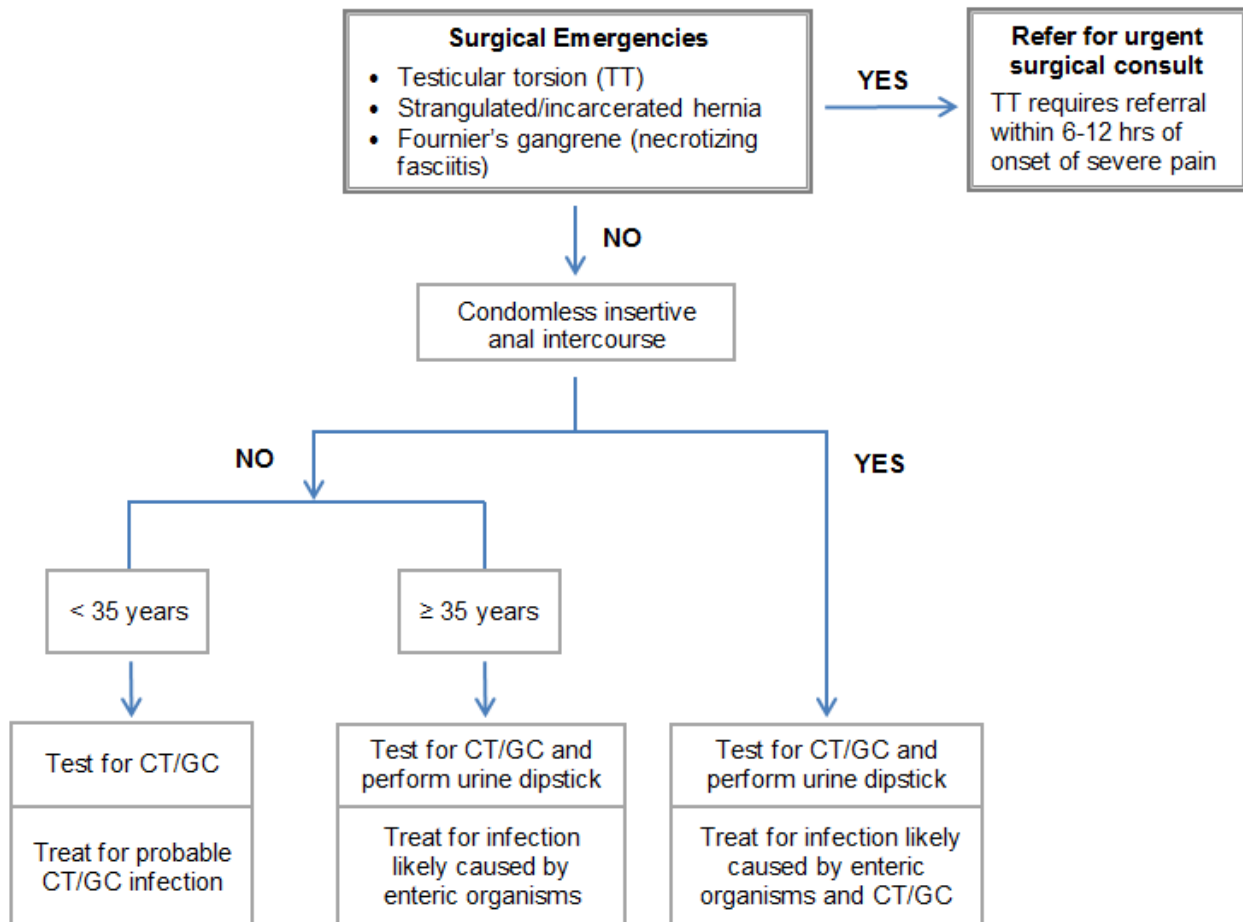 Surgical Emergencies
• Testicular torsion (TT)
• Strangulated/incarcerated hernia
• Fournier's gangrene (necrotizing
fasciitis)
YES
Refer for urgent
surgical consult
TT requires referral
within 6-12 hrs of
onset of severe pain
NO
Condomless insertive
anal intercourse
NO
YES
< 35 years
≥ 35 years
Test for CT/GC
Treat for probable
CT/GC infection
Test for CT/GC and
perform urine dipstick
Treat for infection
likely caused by
enteric organisms
Test for CT/GC and
perform urine dipstick
Treat for infection likely
caused by enteric
organisms and CT/GC